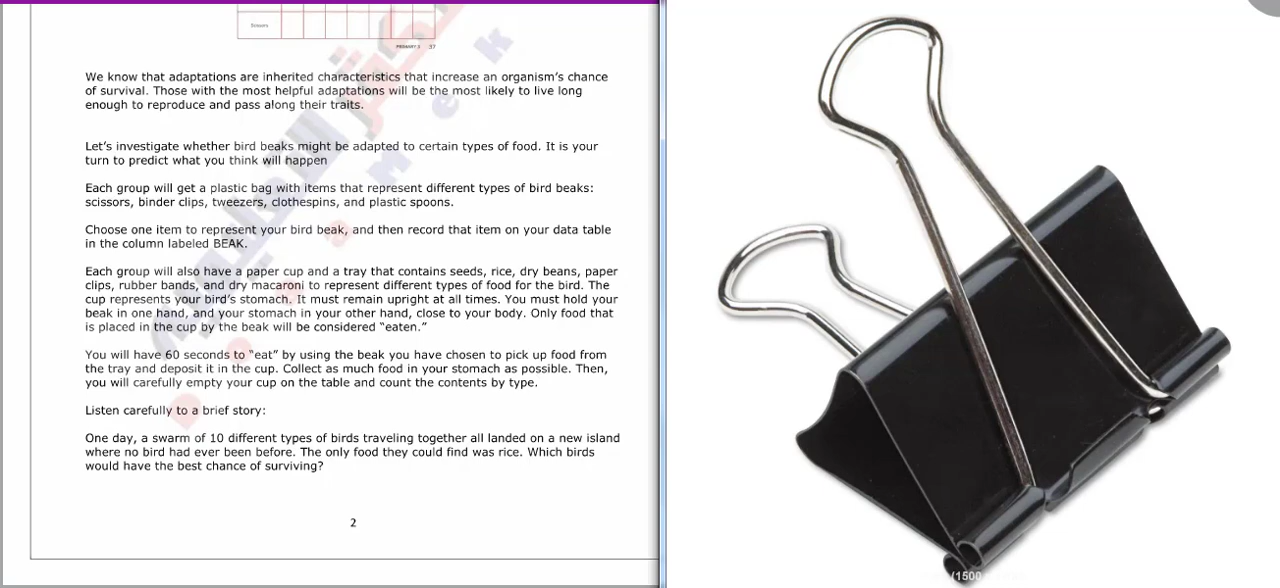 Scissors
PRIMARY 5 37
We know that adaptations are inherited characteristics that increase an organism's chance
of survival. Those with the most helpful adaptations will be the most likely to live long
enough to reproduce and pass along their traits.
Let's investigate whether bird beaks might be adapted to certain types of food. It is your
turn to predict what you think will happen
Each group will get a plastic bag with items that represent different types of bird beaks:
scissors, binder clips, tweezers, clothespins, and plastic spoons.
Choose one item to represent your bird beak, and then record that item on your data table
in the column labeled BEAK.
Each group will also have a paper cup and a tray that contains seeds, rice, dry beans, paper
clips, rubber bands, and dry macaroni to represent different types of food for the bird. The
cup represents your bird's stomach. It must remain upright at all times. You must hold your
beak in one hand, and your stomach in your other hand, close to your body. Only food that
is placed in the cup by the beak will be considered "eaten."
You will have 60 seconds to "eat" by using the beak you have chosen to pick up food from
the tray and deposit it in the cup. Collect as much food in your stomach as possible. Then,
you will carefully empty your cup on the table and count the contents by type.
Listen carefully to a brief story:
One day, a swarm of 10 different types of birds traveling together all landed on a new island
where no bird had ever been before. The only food they could find was rice. Which birds
would have the best chance of surviving?
2